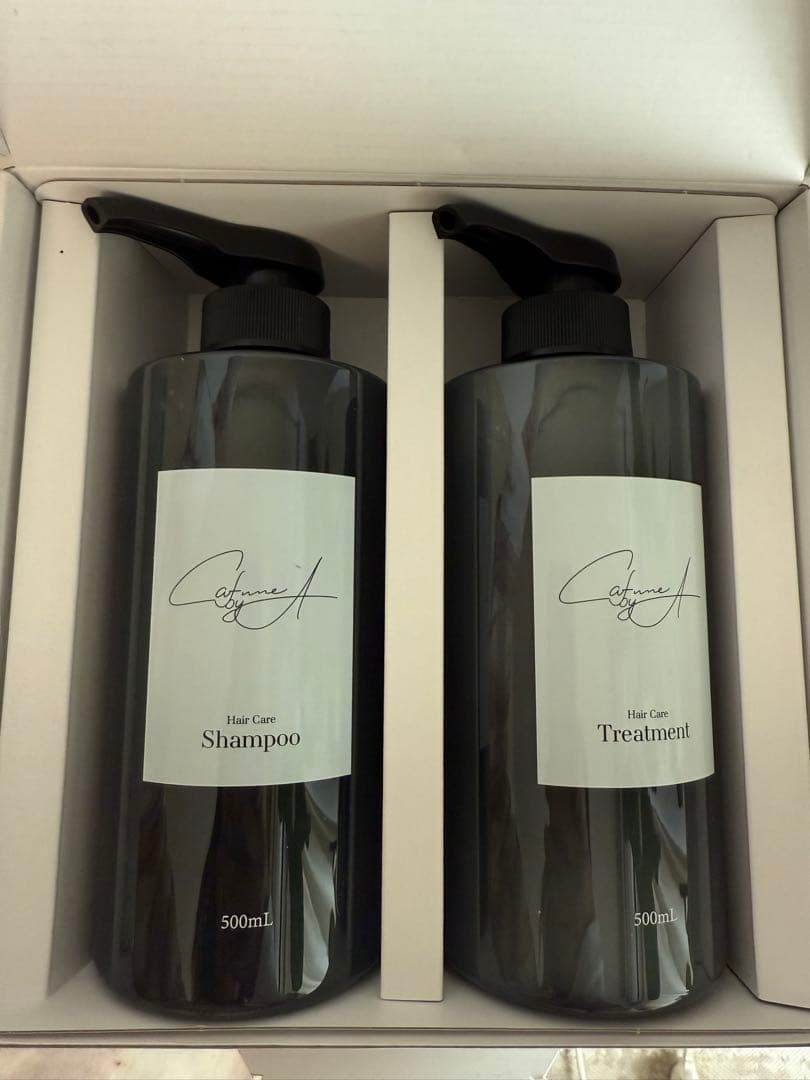 Cafune
by A
Hair Care
Shampoo
500mL
Cafune
by A
Hair Care
Treatment
500mL